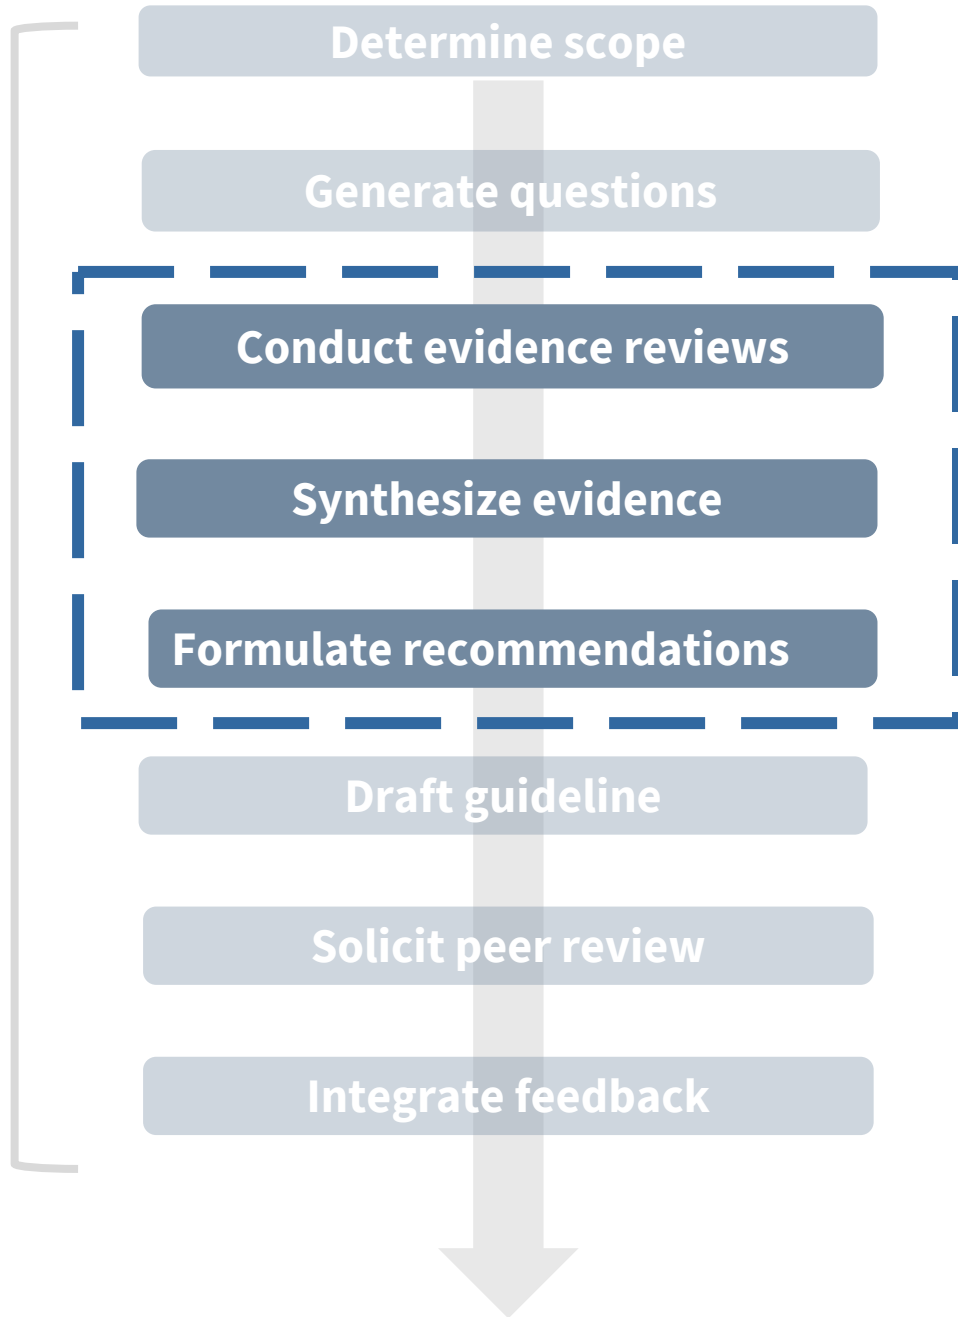 Determine scope
Generate questions
Conduct evidence reviews
Synthesize evidence
Formulate recommendations
Draft guideline
Solicit peer review
Integrate feedback